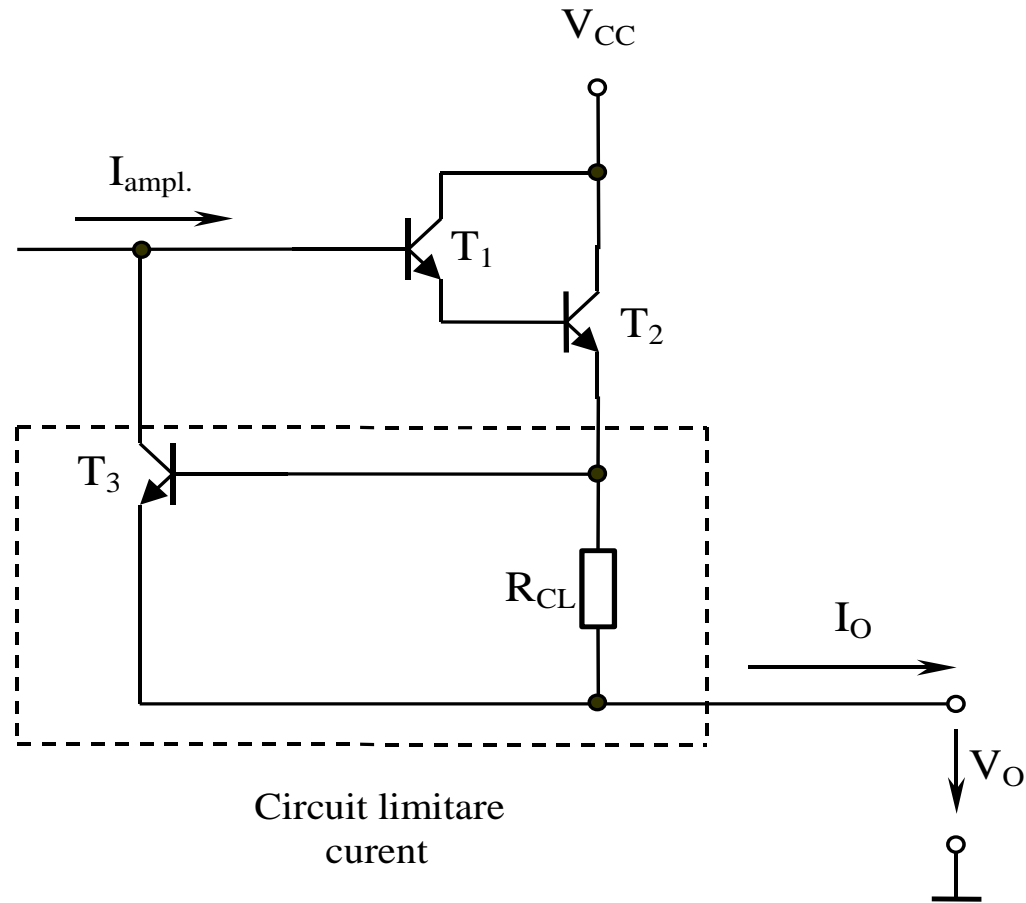 V_CC
I_ampl.
T_1
T_2
T_3
R_CL
I_O
V_O
Circuit limitare
curent